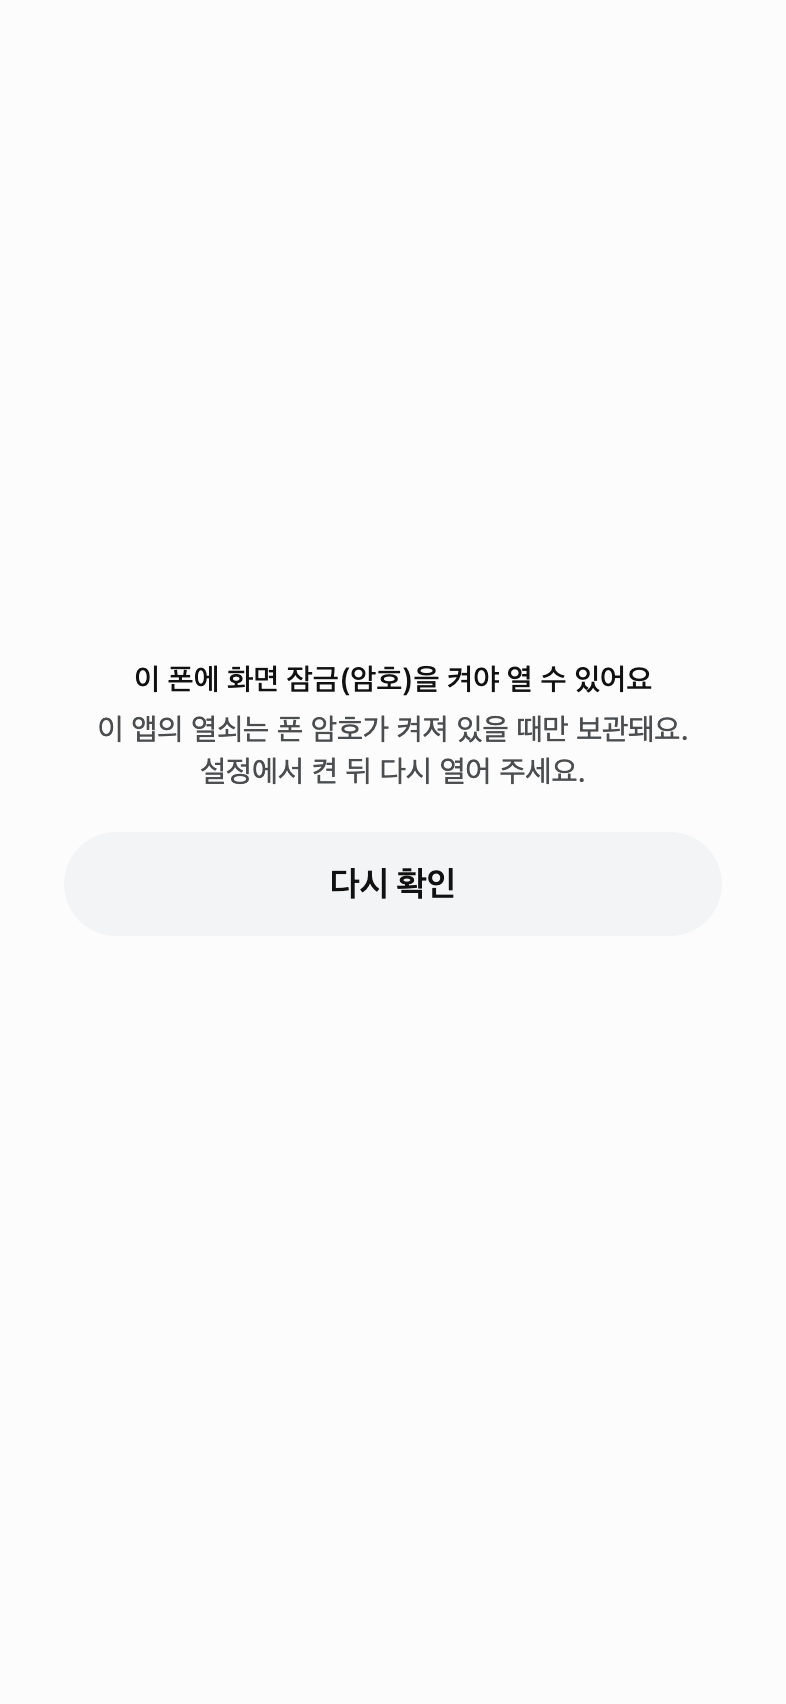 이 폰에 화면 잠금(암호)을 켜야 열 수 있어요
이 앱의 열쇠는 폰 암호가 켜져 있을 때만 보관돼요.
설정에서 켠 뒤 다시 열어 주세요.
다시 확인